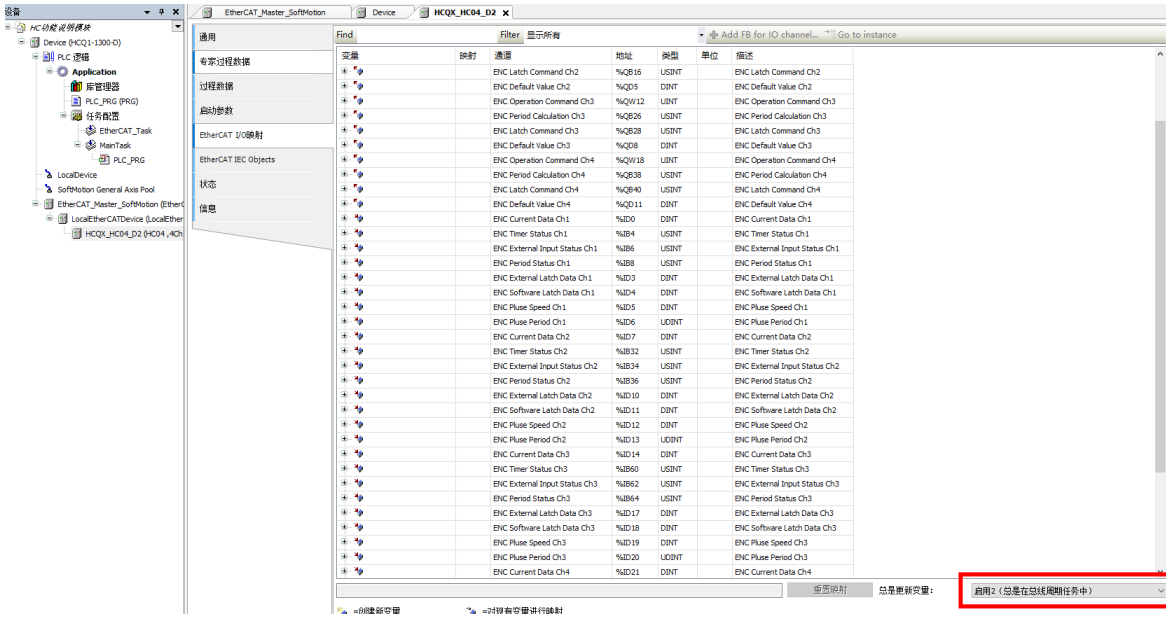 设备
HC功能说明模块
Device (HCQ1-1300-D)
PLC 逻辑
Application
库管理器
PLC_PRG (PRG)
任务配置
EtherCAT_Task
MainTask
PLC_PRG
LocalDevice
SoftMotion General Axis Pool
EtherCAT_Master_SoftMotion (EtherC
LocalEtherCATDevice (LocalEther
HCQX_HC04_D2 (HC04 ,4Ch
EtherCAT_Master_SoftMotion Device HCQX_HC04_D2 X
通用
专家过程数据
过程数据
启动参数
EtherCAT I/O映射
EtherCAT IEC Objects
状态
信息
Find Filter 显示所有 Add FB for IO channel... Go to instance
变量 映射 通道 地址 类型 单位 描述
ENC Latch Command Ch2 %QB16 USINT ENC Latch Command Ch2
ENC Default Value Ch2 %QD5 DINT ENC Default Value Ch2
ENC Operation Command Ch3 %QW12 UINT ENC Operation Command Ch3
ENC Period Calculation Ch3 %QB26 USINT ENC Period Calculation Ch3
ENC Latch Command Ch3 %QB28 USINT ENC Latch Command Ch3
ENC Default Value Ch3 %QD8 DINT ENC Default Value Ch3
ENC Operation Command Ch4 %QW18 UINT ENC Operation Command Ch4
ENC Period Calculation Ch4 %QB38 USINT ENC Period Calculation Ch4
ENC Latch Command Ch4 %QB40 USINT ENC Latch Command Ch4
ENC Default Value Ch4 %QD11 DINT ENC Default Value Ch4
ENC Current Data Ch1 %ID0 DINT ENC Current Data Ch1
ENC Timer Status Ch1 %IB4 USINT ENC Timer Status Ch1
ENC External Input Status Ch1 %IB6 USINT ENC External Input Status Ch1
ENC Period Status Ch1 %IB8 USINT ENC Period Status Ch1
ENC External Latch Data Ch1 %ID3 DINT ENC External Latch Data Ch1
ENC Software Latch Data Ch1 %ID4 DINT ENC Software Latch Data Ch1
ENC Pluse Speed Ch1 %ID5 DINT ENC Pluse Speed Ch1
ENC Pluse Period Ch1 %ID6 UDINT ENC Pluse Period Ch1
ENC Current Data Ch2 %ID7 DINT ENC Current Data Ch2
ENC Timer Status Ch2 %IB32 USINT ENC Timer Status Ch2
ENC External Input Status Ch2 %IB34 USINT ENC External Input Status Ch2
ENC Period Status Ch2 %IB36 USINT ENC Period Status Ch2
ENC External Latch Data Ch2 %ID10 DINT ENC External Latch Data Ch2
ENC Software Latch Data Ch2 %ID11 DINT ENC Software Latch Data Ch2
ENC Pluse Speed Ch2 %ID12 DINT ENC Pluse Speed Ch2
ENC Pluse Period Ch2 %ID13 UDINT ENC Pluse Period Ch2
ENC Current Data Ch3 %ID14 DINT ENC Current Data Ch3
ENC Timer Status Ch3 %IB60 USINT ENC Timer Status Ch3
ENC External Input Status Ch3 %IB62 USINT ENC External Input Status Ch3
ENC Period Status Ch3 %IB64 USINT ENC Period Status Ch3
ENC External Latch Data Ch3 %ID17 DINT ENC External Latch Data Ch3
ENC Software Latch Data Ch3 %ID18 DINT ENC Software Latch Data Ch3
ENC Pluse Speed Ch3 %ID19 DINT ENC Pluse Speed Ch3
ENC Pluse Period Ch3 %ID20 UDINT ENC Pluse Period Ch3
ENC Current Data Ch4 %ID21 DINT ENC Current Data Ch4
重置映射 总是更新变量: 启用2（总是在总线周期任务中）
=创建新变量 =对现有变量进行映射